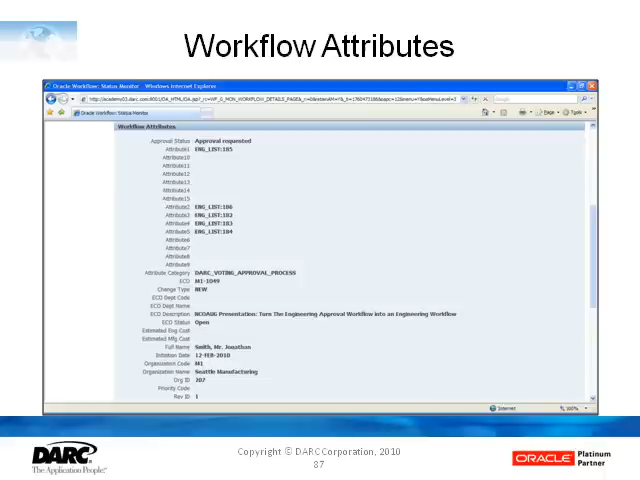 Workflow Attributes
Oracle Workflow: Status Monitor - Windows Internet Explorer
Google
Oracle Workflow: Status Monitor
Page
Tools
Workflow Attributes
Approval Status Approval requested
Attribute1 ENG_LIST:185
Attribute10
Attribute11
Attribute12
Attribute13
Attribute14
Attribute15
Attribute2 ENG_LIST:186
Attribute3 ENG_LIST:182
Attribute4 ENG_LIST:183
Attribute5 ENG_LIST:184
Attribute6
Attribute7
Attribute8
Attribute9
Attribute Category DARC_VOTING_APPROVAL_PROCESS
ECO M1-1049
Change Type NEW
ECO Dept Code
ECO Dept Name
ECO Description NCOAUG Presentation: Turn The Engineering Approval Workflow into an Engineering Workflow
ECO Status Open
Estimated Eng Cost
Estimated Mfg Cost
Full Name Smith, Mr. Jonathan
Initiation Date 12-FEB-2010
Organization Code M1
Organization Name Seattle Manufacturing
Org ID 207
Priority Code
Rev ID 1
Internet
100%
DARC
The Application People.
Copyright © DARC Corporation, 2010
87
ORACLE
Platinum
Partner